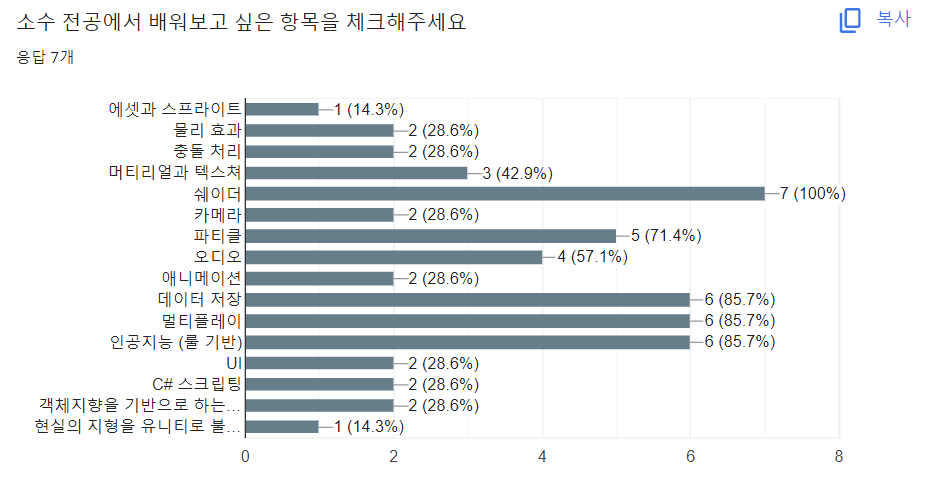 소수 전공에서 배워보고 싶은 항목을 체크해주세요
복사
응답 7개
에셋과 스프라이트 1 (14.3%)
물리 효과 2 (28.6%)
충돌 처리 2 (28.6%)
머티리얼과 텍스쳐 3 (42.9%)
쉐이더 7 (100%)
카메라 2 (28.6%)
파티클 5 (71.4%)
오디오 4 (57.1%)
애니메이션 2 (28.6%)
데이터 저장 6 (85.7%)
멀티플레이 6 (85.7%)
인공지능 (룰 기반) 6 (85.7%)
UI 2 (28.6%)
C# 스크립팅 2 (28.6%)
객체지향을 기반으로 하는... 2 (28.6%)
현실의 지형을 유니티로 불... 1 (14.3%)
0 2 4 6 8